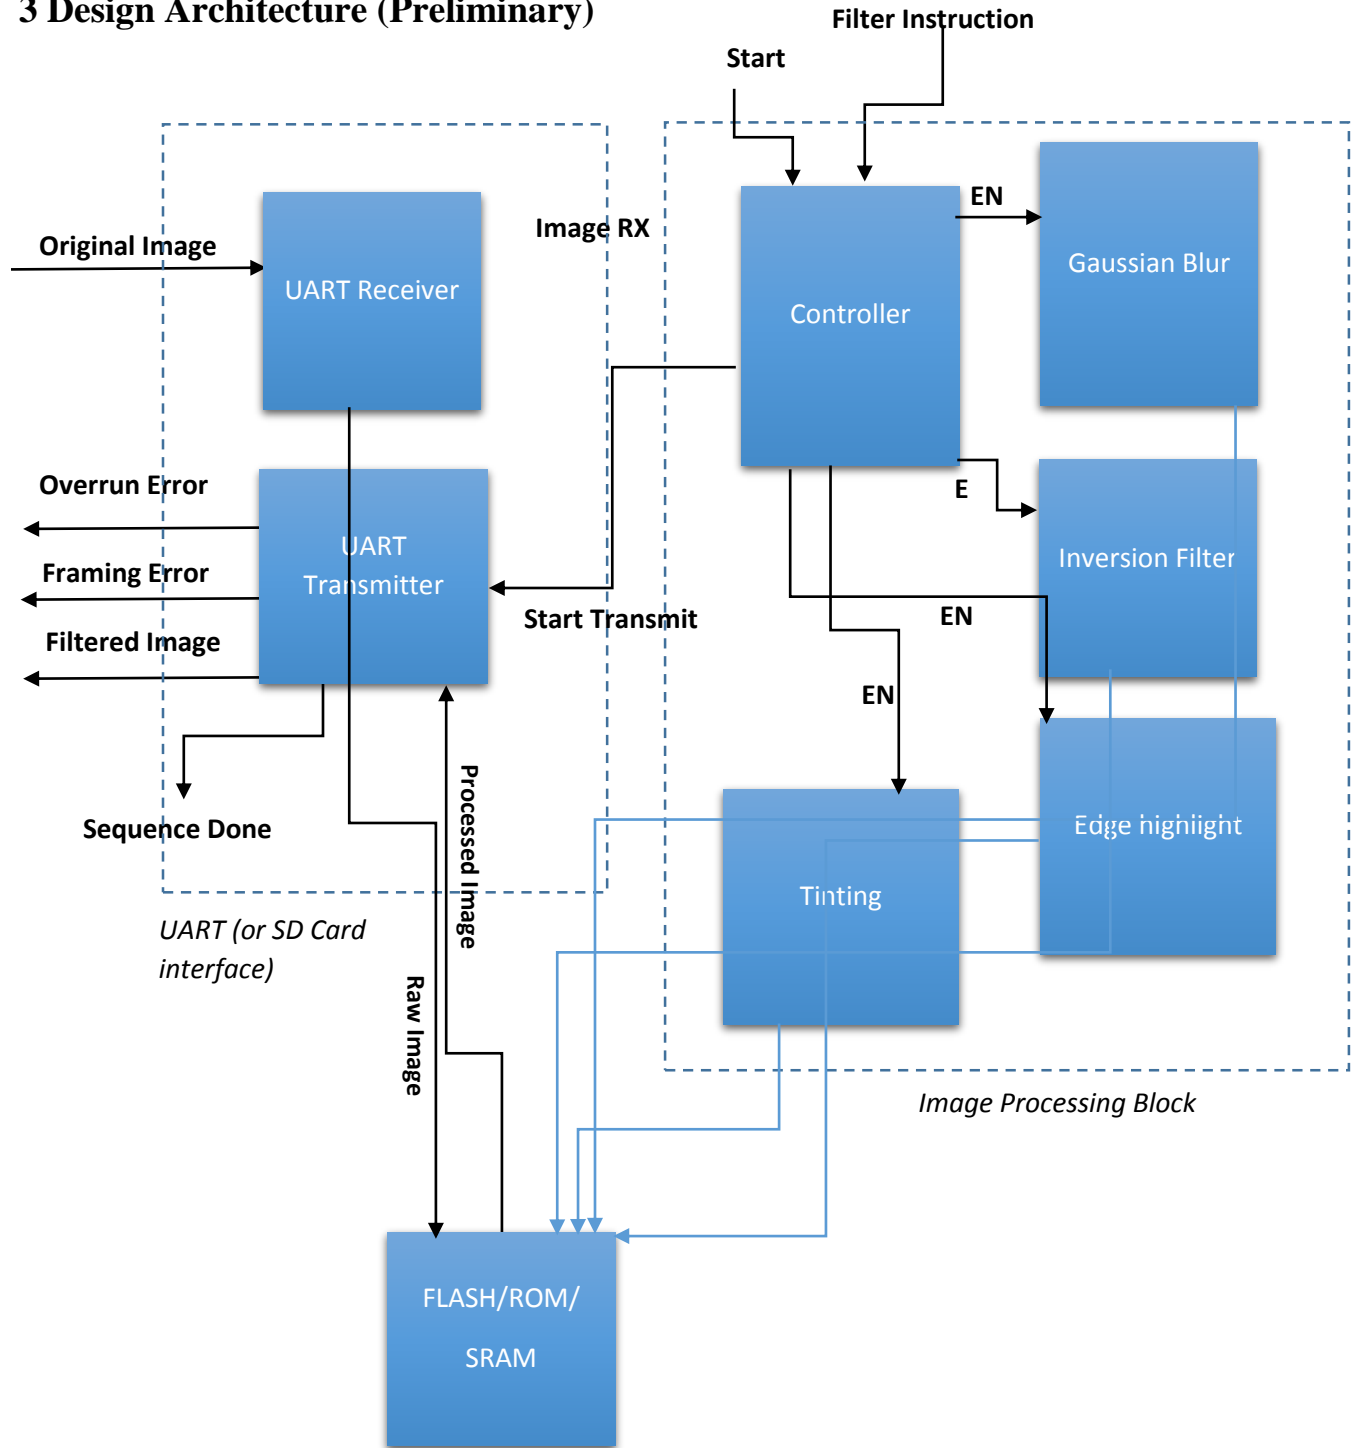 3 Design Architecture (Preliminary)
Filter Instruction
Start
EN
Image RX
Original Image
Gaussian Blur
UART Receiver
Controller
Overrun Error
E
UART
Transmitter
Inversion Filter
Framing Error
Start Transmit
EN
Filtered Image
EN
Processed Image
Sequence Done
Edge highlight
Tinting
UART (or SD Card
interface)
Raw Image
Image Processing Block
FLASH/ROM/
SRAM